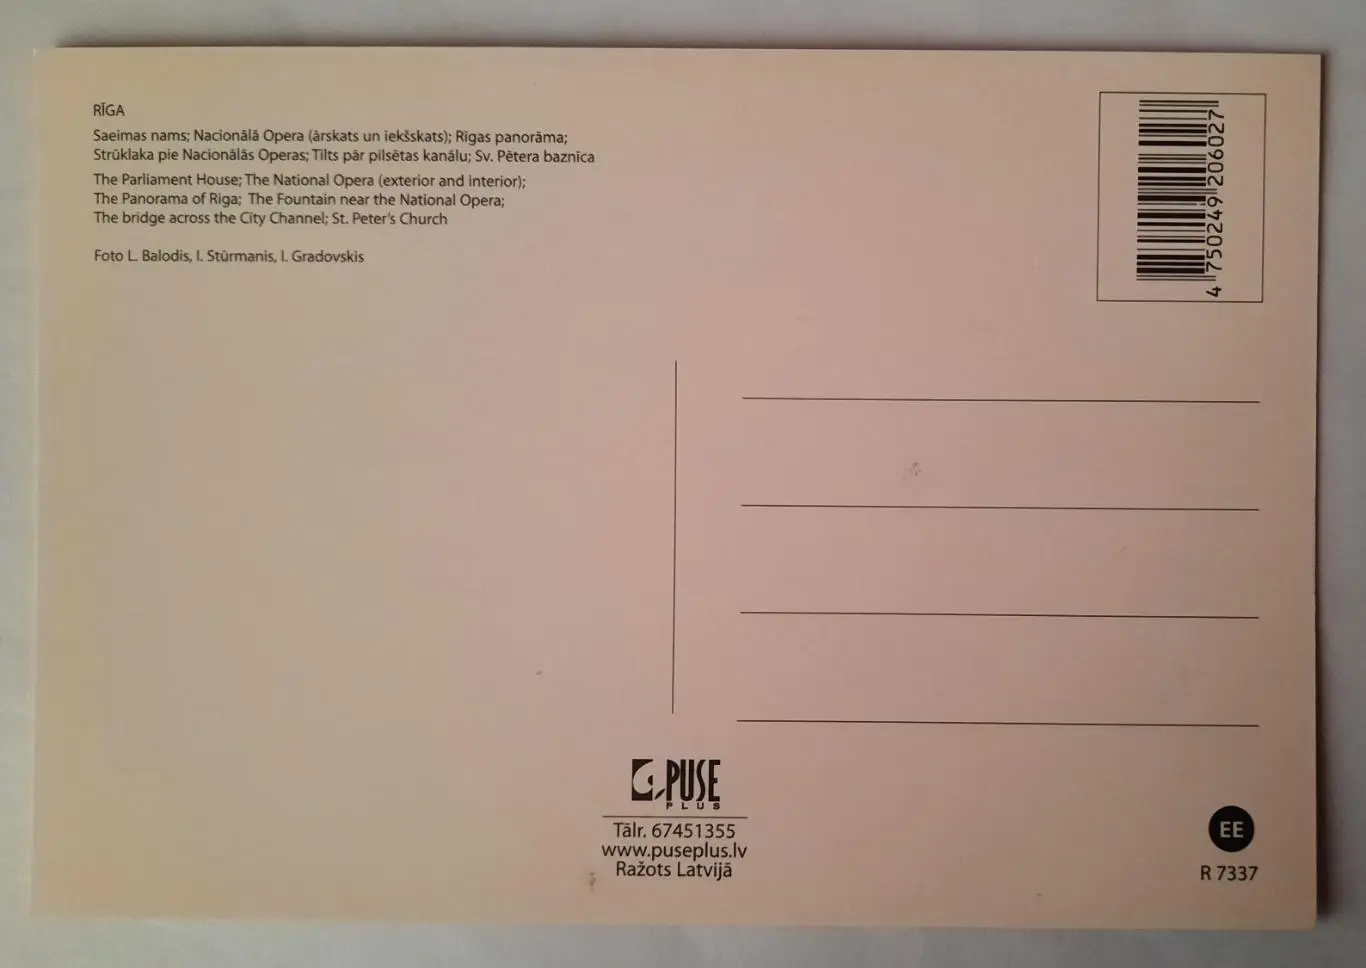 RĪGA
Saeimas nams; Nacionālā Opera (ārskats un iekšskats); Rīgas panorāma;
Strūklaka pie Nacionālās Operas; Tilts pār pilsētas kanālu; Sv. Pētera baznīca
The Parliament House; The National Opera (exterior and interior);
The Panorama of Riga; The Fountain near the National Opera;
The bridge across the City Channel; St. Peter's Church
Foto L. Balodis, I. Stūrmanis, I. Gradovskis
4 750249 206027
PUSE
PLUS
Tālr. 67451355
www.puseplus.lv
Ražots Latvijā
EE
R 7337